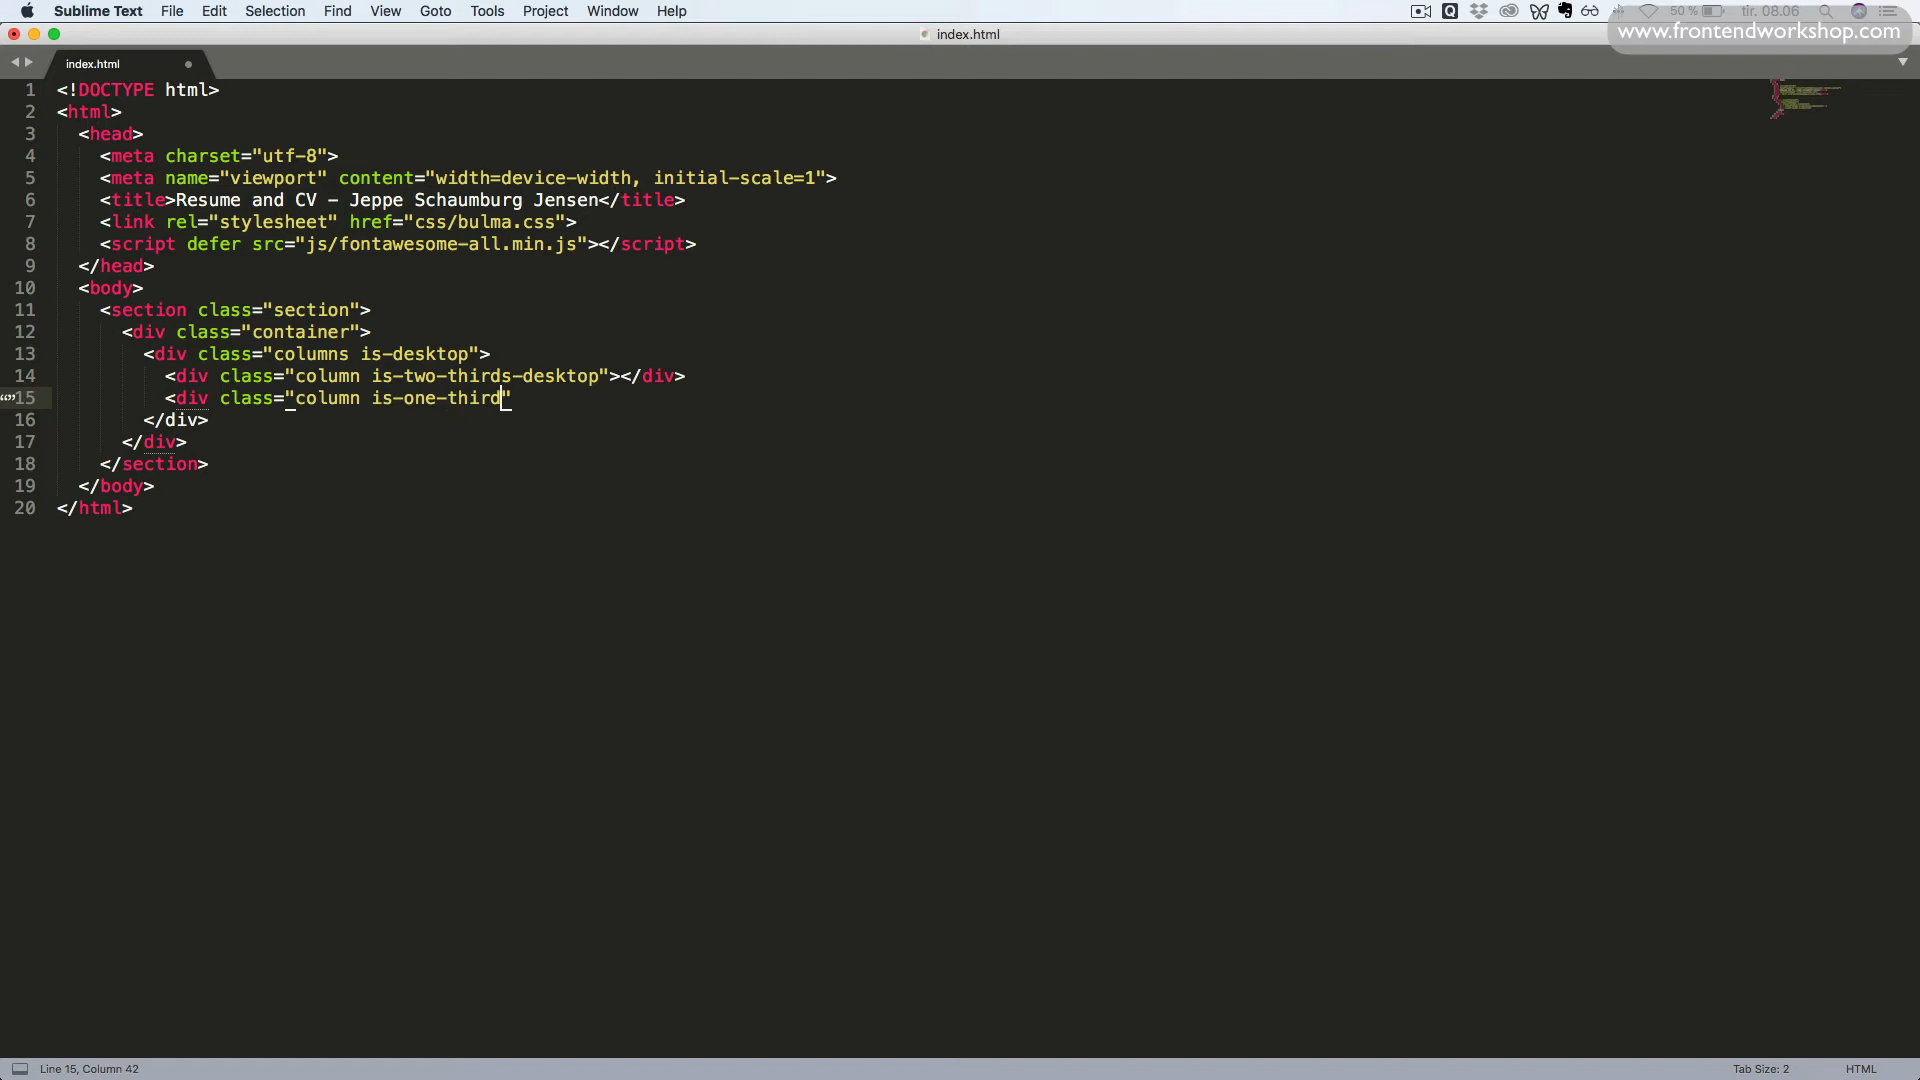 Sublime Text File Edit Selection Find View Goto Tools Project Window Help 50 % tir. 08.06
index.html
www.frontendworkshop.com
index.html
1 <!DOCTYPE html>
2 <html>
3 <head>
4 <meta charset="utf-8">
5 <meta name="viewport" content="width=device-width, initial-scale=1">
6 <title>Resume and CV - Jeppe Schaumburg Jensen</title>
7 <link rel="stylesheet" href="css/bulma.css">
8 <script defer src="js/fontawesome-all.min.js"></script>
9 </head>
10 <body>
11 <section class="section">
12 <div class="container">
13 <div class="columns is-desktop">
14 <div class="column is-two-thirds-desktop"></div>
15 <div class="column is-one-third"
16 </div>
17 </div>
18 </section>
19 </body>
20 </html>
Line 15, Column 42 Tab Size: 2 HTML